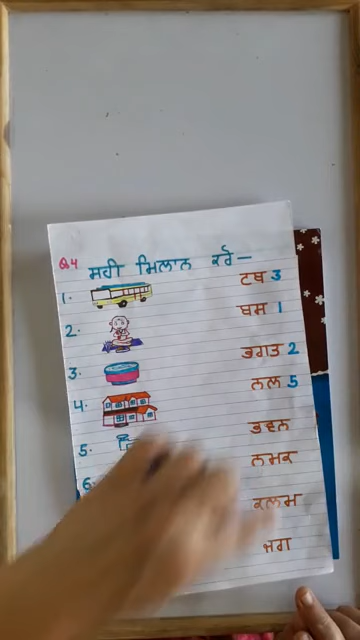 Q4 ਸਹੀ ਮਿਲਾਨ ਕਰੋ—
1. ਟਬ 3
2. ਬਸ 1
3. ਭਗਤ 2
4. ਨਲ 5
5. ਭਵਨ
6. ਨਮਕ
ਕਲਮ
ਜਗ